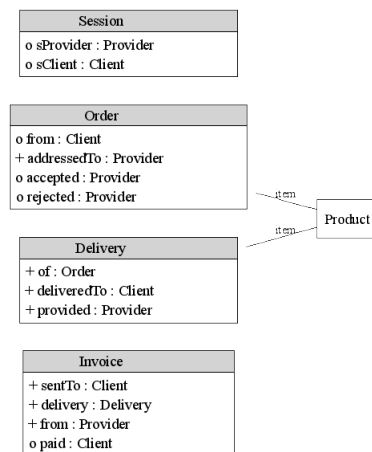 Session
o sProvider : Provider
o sClient : Client
Order
o from : Client
+ addressedTo : Provider
o accepted : Provider
o rejected : Provider
item
Product
item
Delivery
+ of : Order
+ deliveredTo : Client
+ provided : Provider
Invoice
+ sentTo : Client
+ delivery : Delivery
+ from : Provider
o paid : Client